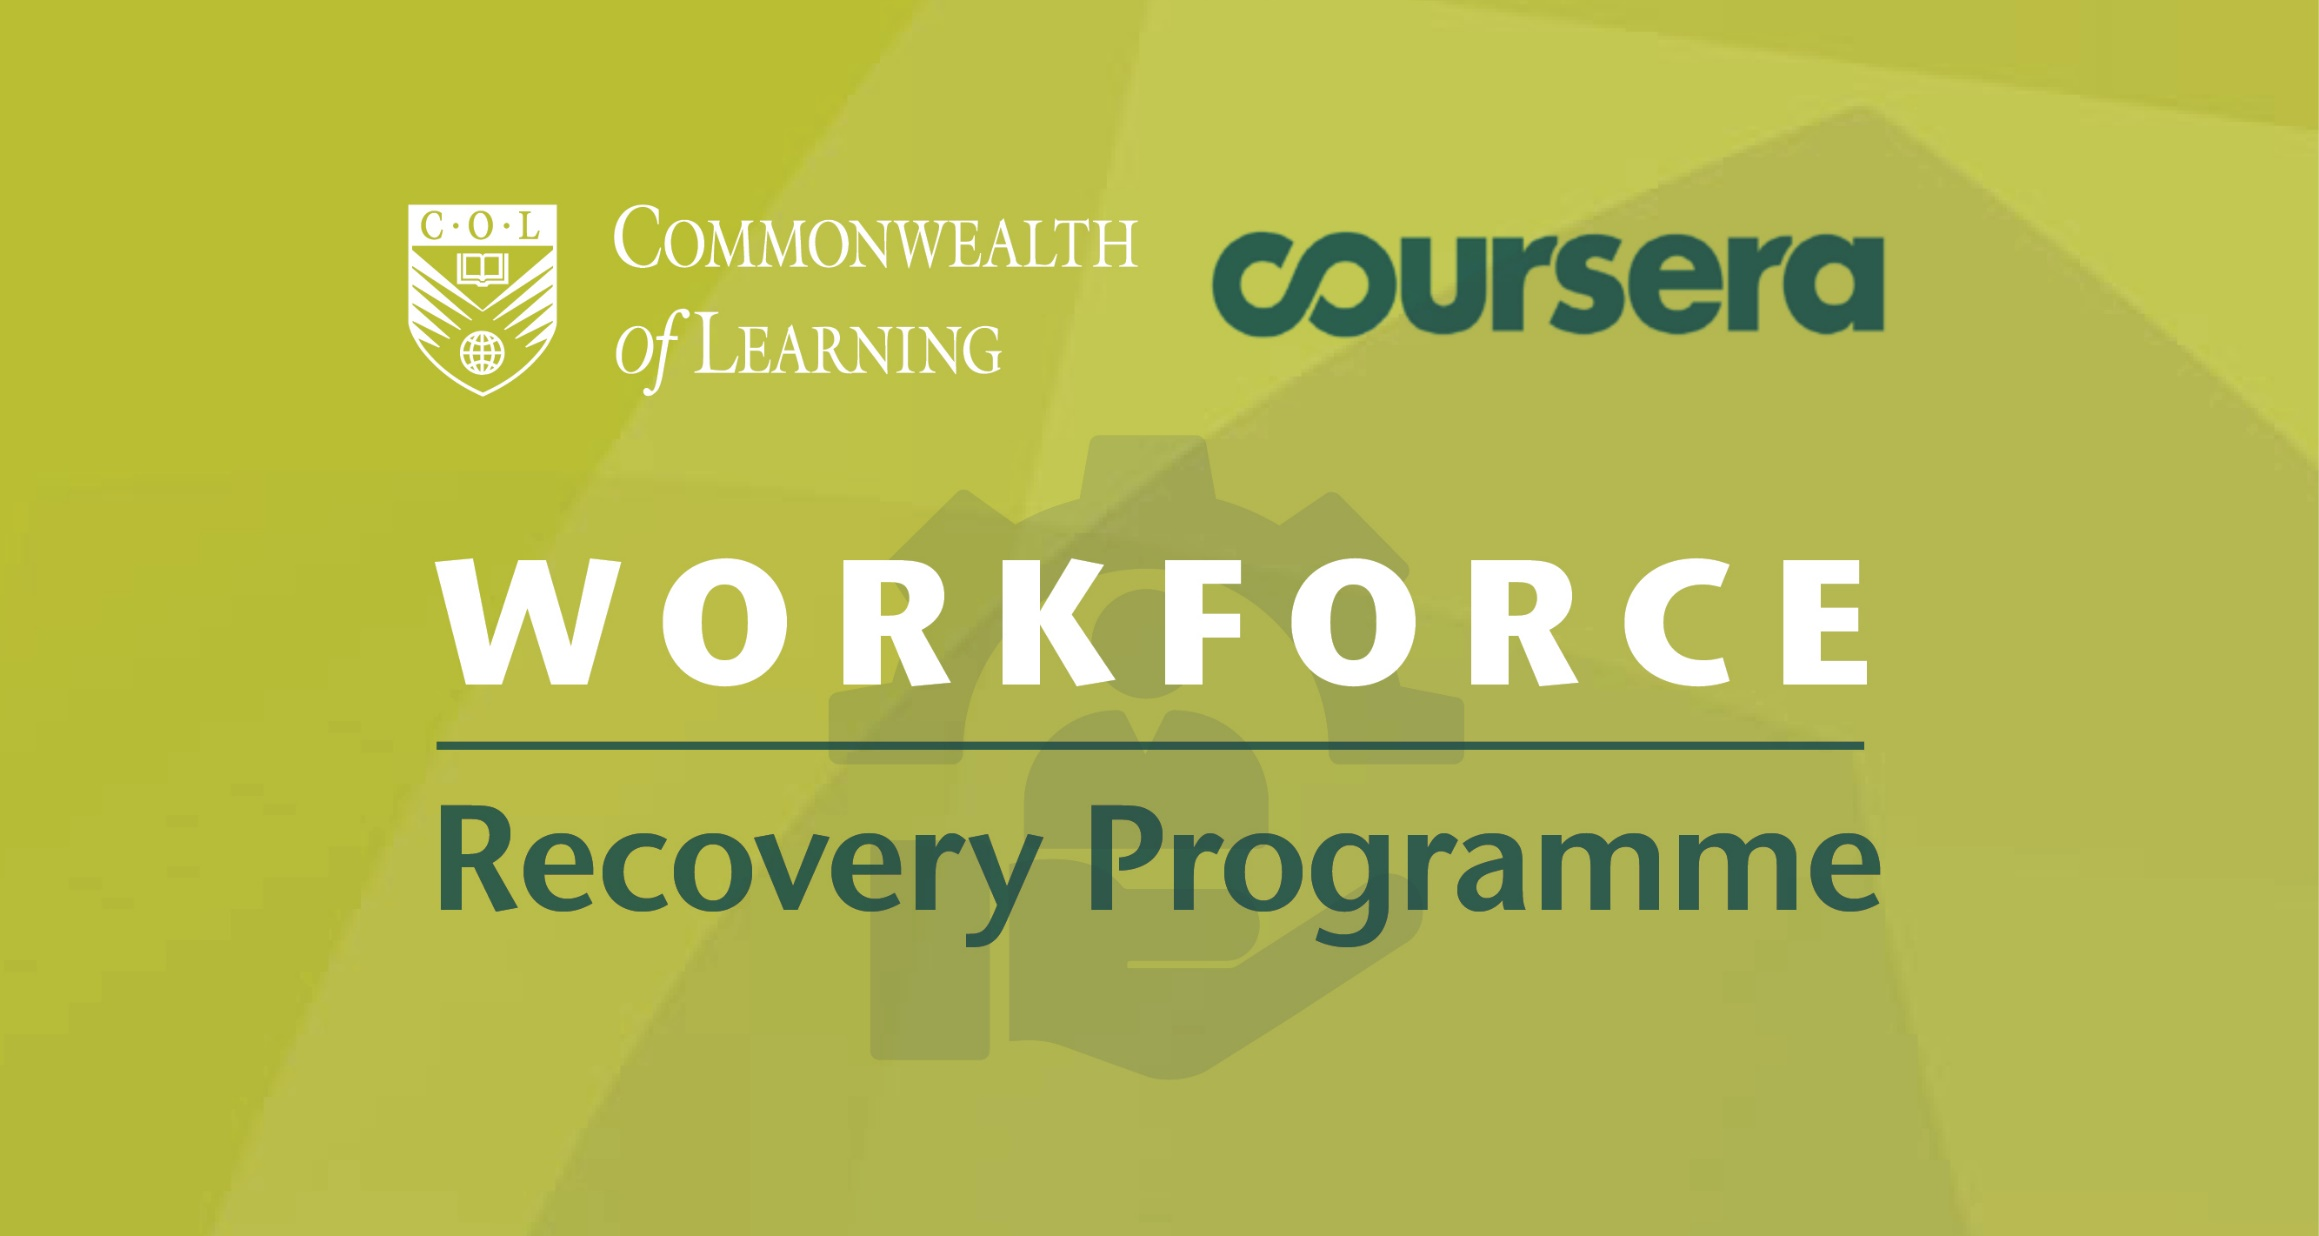 C·O·L
COMMONWEALTH
of LEARNING
coursera
WORKFORCE
Recovery Programme